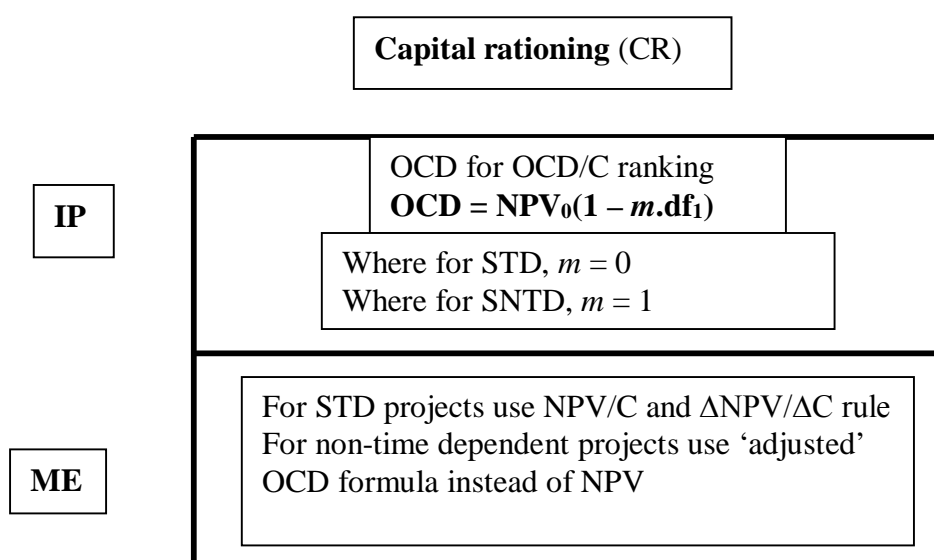 Capital rationing (CR)
OCD for OCD/C ranking
OCD = NPV₀(1 – m.df₁)
IP
Where for STD, m = 0
Where for SNTD, m = 1
For STD projects use NPV/C and ΔNPV/ΔC rule
For non-time dependent projects use ‘adjusted’
OCD formula instead of NPV
ME